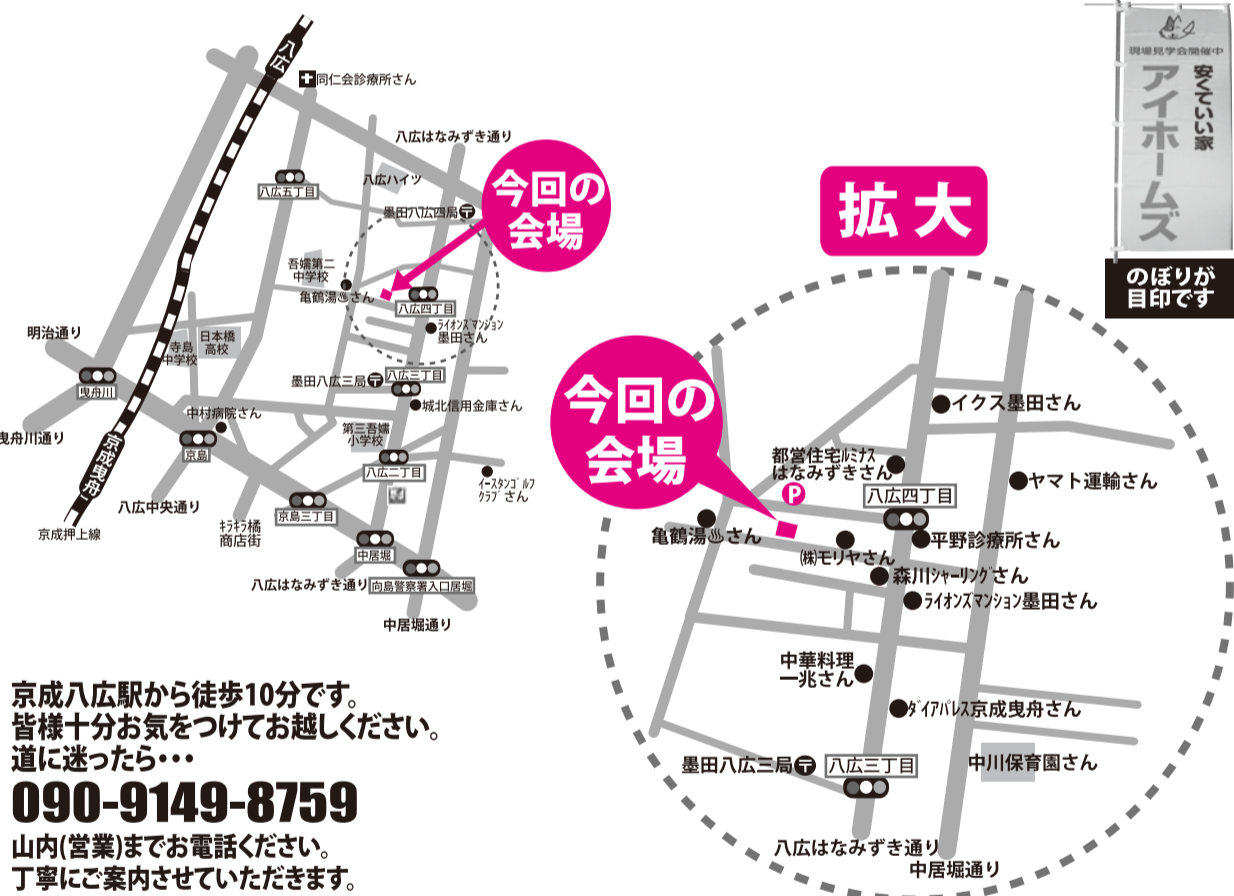 八広
同仁会診療所さん
八広はなみずき通り
八広五丁目
八広ハイツ
墨田八広四局〒
今回の
会場
吾嬬第二
中学校
亀鶴湯♨さん
八広四丁目
ライオンズマンション
墨田さん
明治通り
日本橋
高校
寺島
中学校
曳舟川
墨田八広三局〒
八広三丁目
城北信用金庫さん
中村病院さん
曳舟川通り
京成曳舟
京島
第三吾嬬
小学校
八広二丁目
イースタンゴルフ
クラブさん
八広中央通り
京島三丁目
京成押上線
キラキラ橘
商店街
中居堀
八広はなみずき通り
向島警察署入口居堀
中居堀通り
京成八広駅から徒歩10分です。
皆様十分お気をつけてお越しください。
道に迷ったら・・・
090-9149-8759
山内(営業)までお電話ください。
丁寧にご案内させていただきます。
現場見学会開催中
安くていい家
アイホームズ
のぼりが
目印です
拡大
今回の
会場
イクス墨田さん
都営住宅ルミナス
はなみずきさん
P
ヤマト運輸さん
八広四丁目
亀鶴湯♨さん
㈱モリヤさん
平野診療所さん
森川シャーリングさん
ライオンズマンション墨田さん
中華料理
一兆さん
ダイアパレス京成曳舟さん
墨田八広三局〒
八広三丁目
中川保育園さん
八広はなみずき通り
中居堀通り